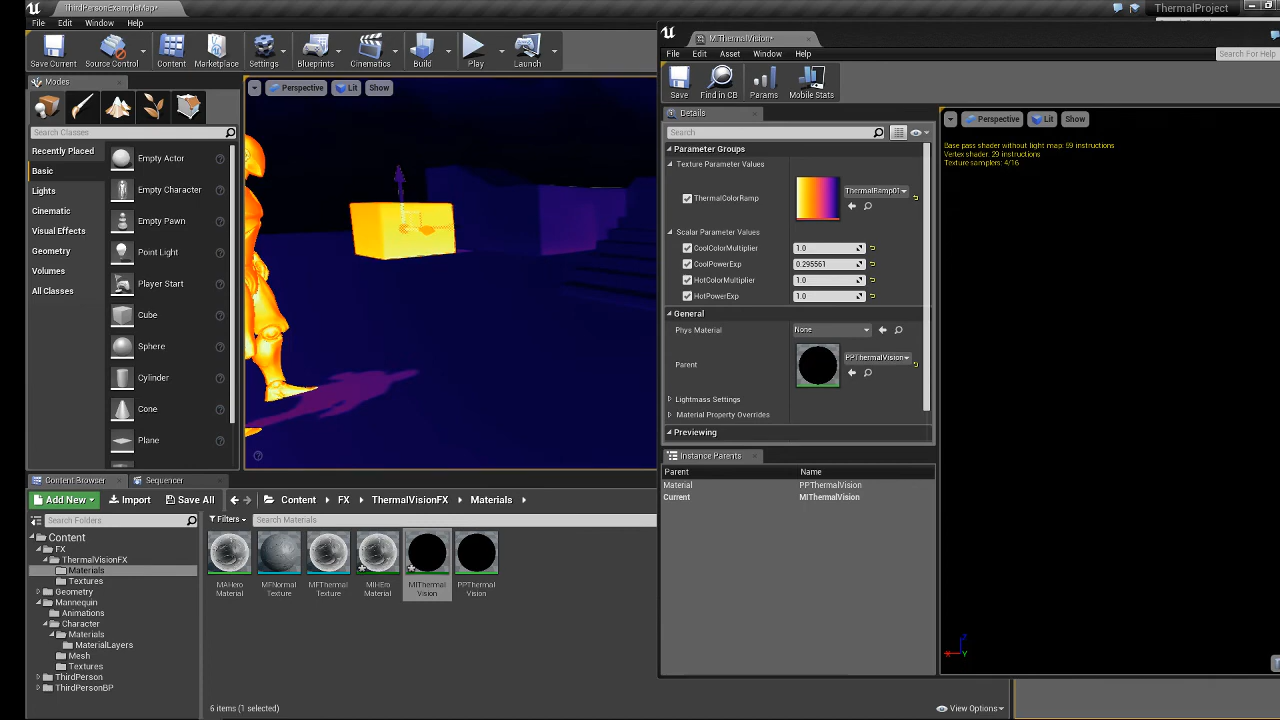 ThirdPersonExampleMap*
ThermalProject
File Edit Window Help
Save Current
Source Control
Content
Marketplace
Settings
Blueprints
Cinematics
Build
Play
Launch
Modes
Search Classes
Recently Placed
Basic
Lights
Cinematic
Visual Effects
Geometry
Volumes
All Classes
Empty Actor
Empty Character
Empty Pawn
Point Light
Player Start
Cube
Sphere
Cylinder
Cone
Plane
Perspective Lit Show
MIThermalVision*
File Edit Asset Window Help
Search For Help
Save
Find in CB
Params
Mobile Stats
Details
Search
Parameter Groups
Texture Parameter Values
ThermalColorRamp
ThermalRamp01
Scalar Parameter Values
CoolColorMultiplier 1.0
CoolPowerExp 0.295561
HotColorMultiplier 1.0
HotPowerExp 1.0
General
Phys Material None
Parent PPThermalVision
Lightmass Settings
Material Property Overrides
Previewing
Instance Parents
Parent Name
Material PPThermalVision
Current MIThermalVision
Perspective Lit Show
Base pass shader without light map: 59 instructions
Vertex shader: 29 instructions
Texture samplers: 4/16
X
Z
Y
Content Browser
Sequencer
Add New Import Save All Content FX ThermalVisionFX Materials
Search Folders
Filters
Search Materials
Content
FX
ThermalVisionFX
Materials
Textures
Geometry
Mannequin
Animations
Character
Materials
MaterialLayers
Mesh
Textures
ThirdPerson
ThirdPersonBP
MAHero
Material
MFNormal
Texture
MFThermal
Texture
MIHEro
Material
MIThermal
Vision
PPThermal
Vision
6 items (1 selected)
View Options